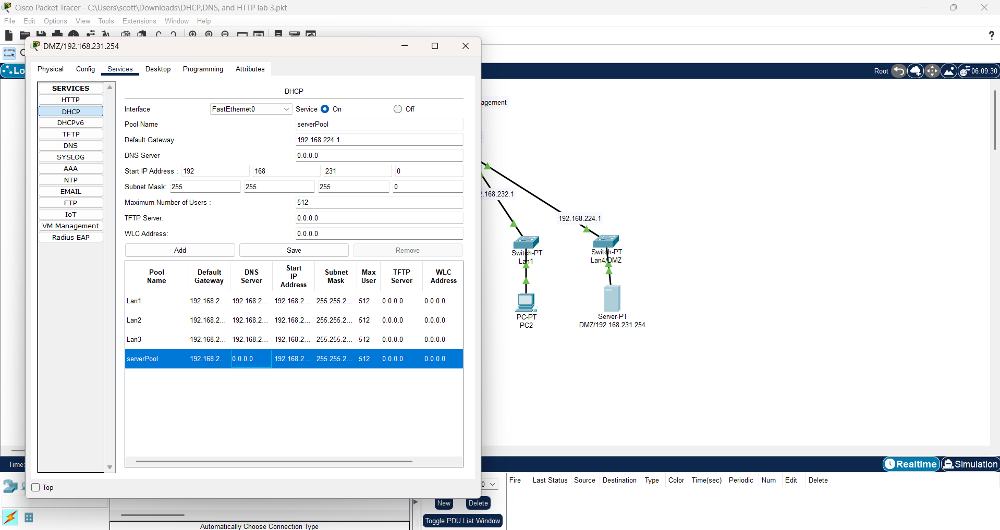 Cisco Packet Tracer - C:\Users\scott\Downloads\DHCP,DNS, and HTTP lab 3.pkt
File Edit Options View Tools Extensions Window Help
DMZ/192.168.231.254
Physical Config Services Desktop Programming Attributes
Root 06:09:30
SERVICES
HTTP
DHCP
DHCPv6
TFTP
DNS
SYSLOG
AAA
NTP
EMAIL
FTP
IoT
VM Management
Radius EAP
DHCP
Interface FastEthernet0 Service On Off
Pool Name serverPool
Default Gateway 192.168.224.1
DNS Server 0.0.0.0
Start IP Address : 192 168 231 0
Subnet Mask: 255 255 255 0
Maximum Number of Users : 512
TFTP Server: 0.0.0.0
WLC Address: 0.0.0.0
Add Save Remove
Pool Name Default Gateway DNS Server Start IP Address Subnet Mask Max User TFTP Server WLC Address
Lan1 192.168.2... 192.168.2... 192.168.2... 255.255.2... 512 0.0.0.0 0.0.0.0
Lan2 192.168.2... 192.168.2... 192.168.2... 255.255.2... 512 0.0.0.0 0.0.0.0
Lan3 192.168.2... 192.168.2... 192.168.2... 255.255.2... 512 0.0.0.0 0.0.0.0
serverPool 192.168.2... 0.0.0.0 192.168.2... 255.255.2... 512 0.0.0.0 0.0.0.0
Top
Lo
agement
.168.232.1
192.168.224.1
Switch-PT
Lan1
Switch-PT
Lan4/DMZ
PC-PT
PC2
Server-PT
DMZ/192.168.231.254
Time:
Realtime Simulation
0
New Delete
Toggle PDU List Window
Fire Last Status Source Destination Type Color Time(sec) Periodic Num Edit Delete
Automatically Choose Connection Type